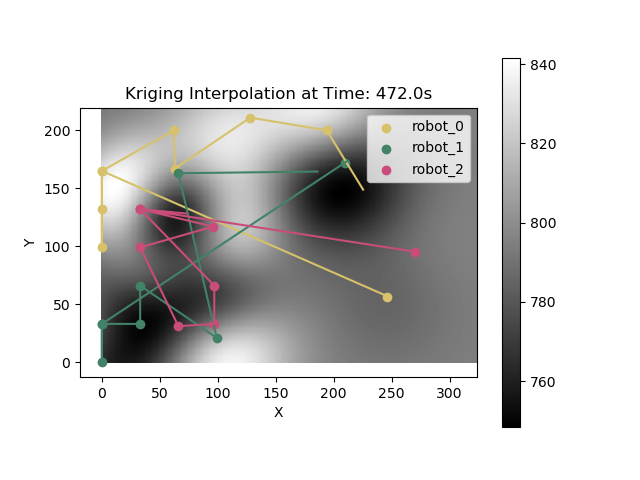 Kriging Interpolation at Time: 472.0s
robot_0
robot_1
robot_2
Y
200
150
100
50
0
0 50 100 150 200 250 300
X
840
820
800
780
760